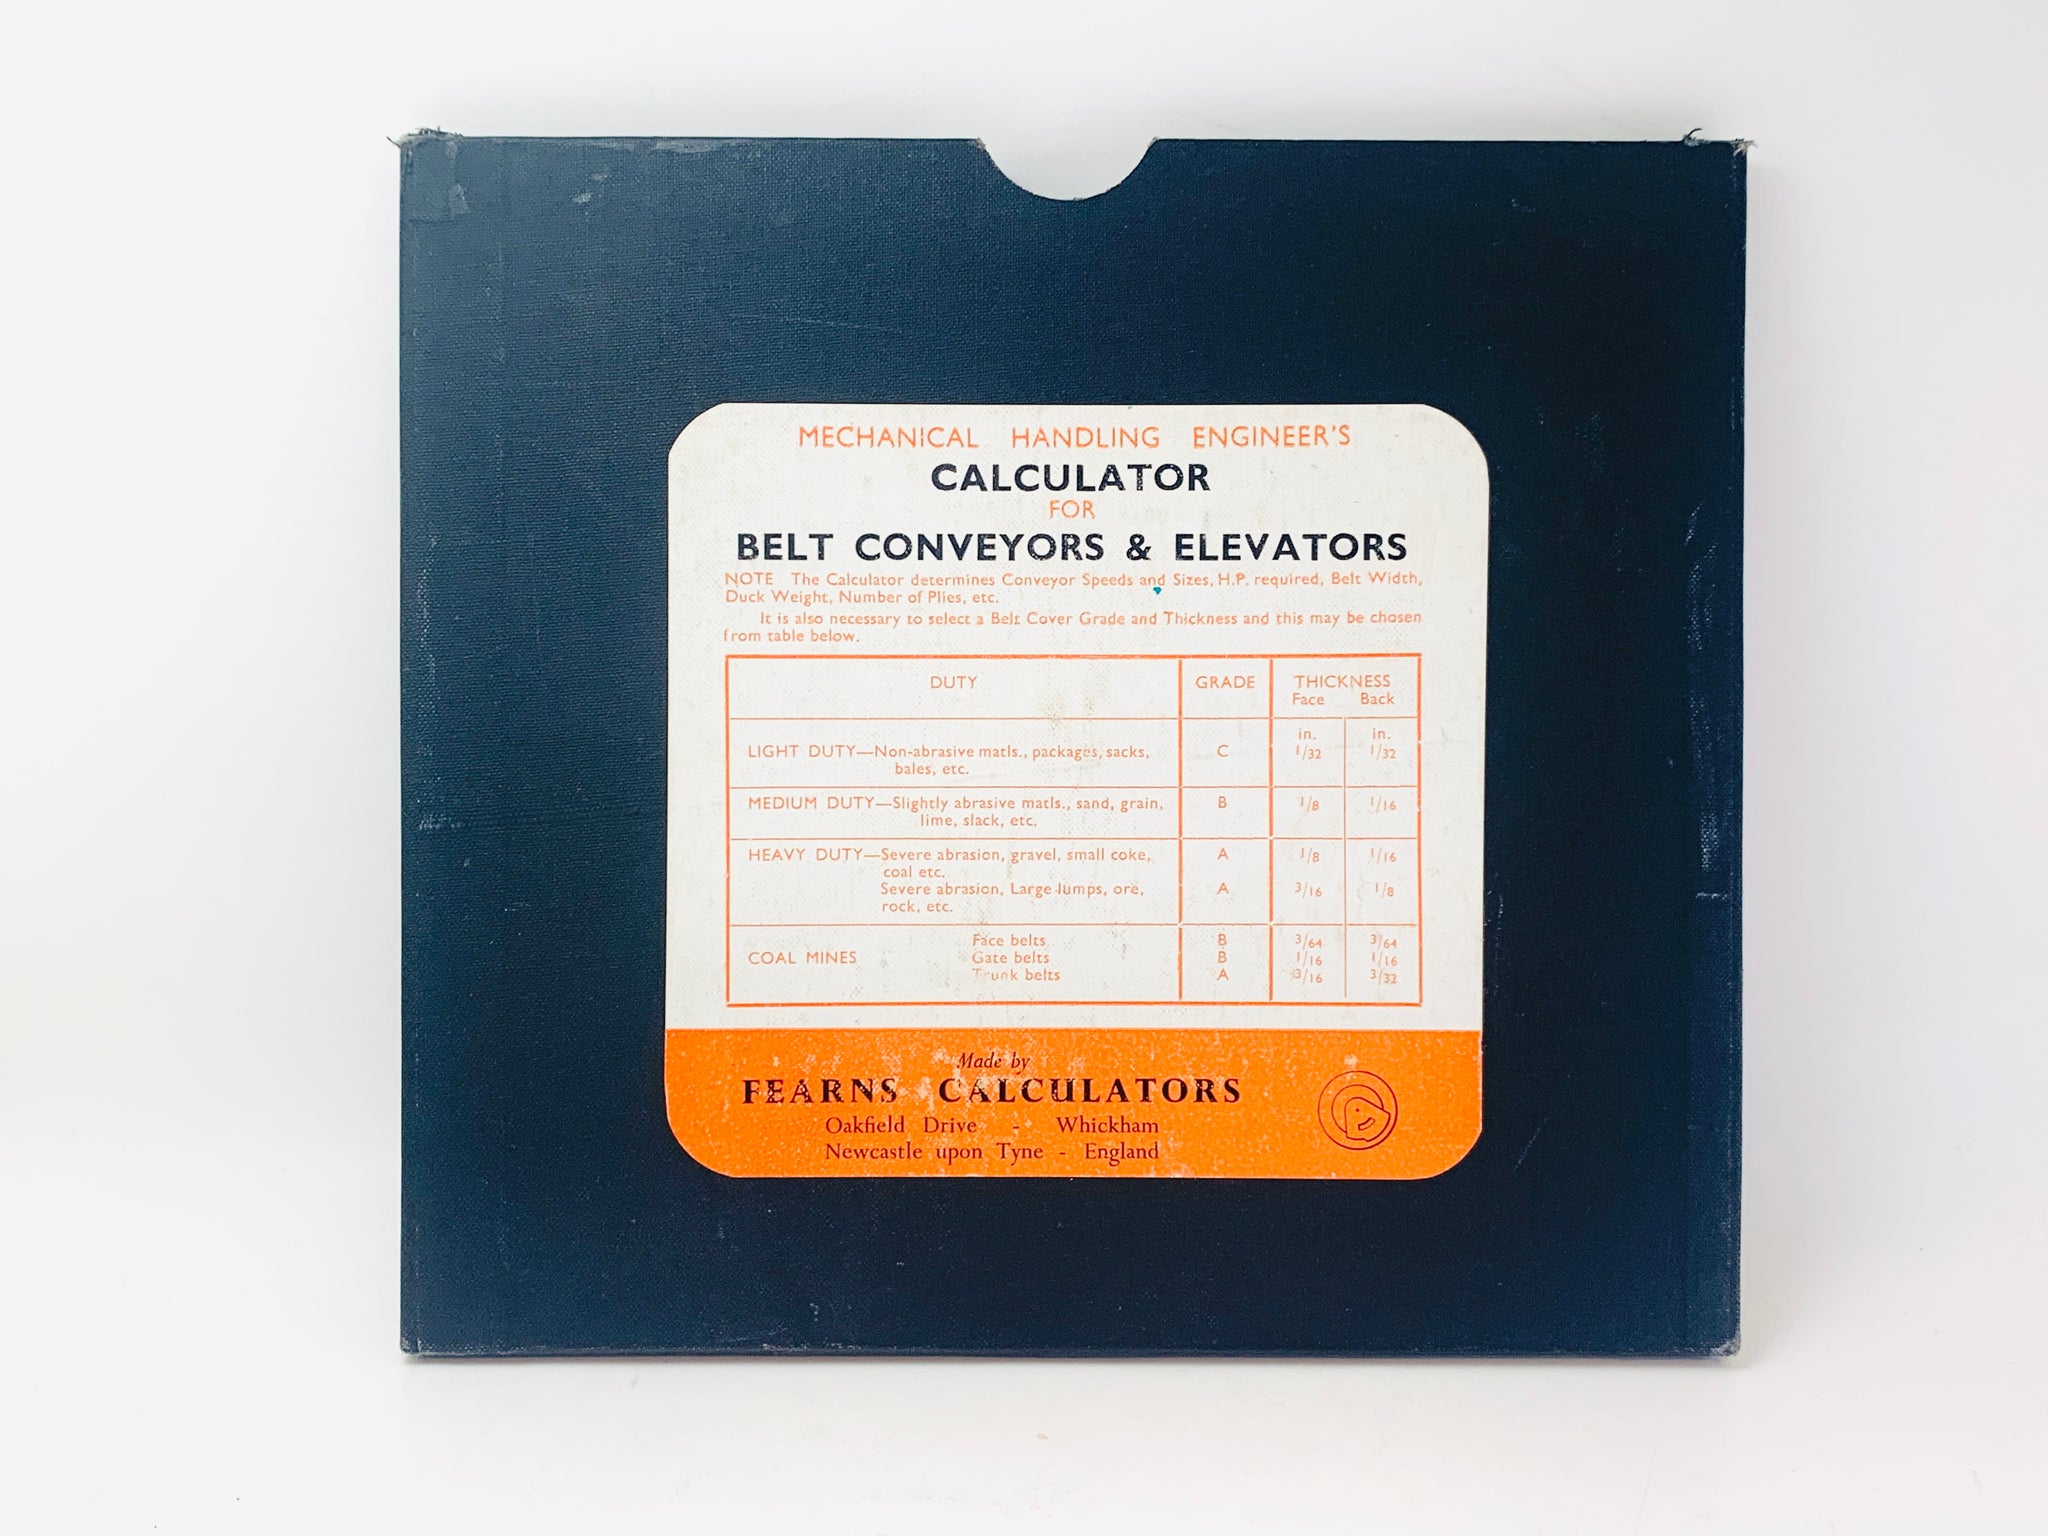 MECHANICAL HANDLING ENGINEER'S
CALCULATOR
FOR
BELT CONVEYORS & ELEVATORS
NOTE The Calculator determines Conveyor Speeds and Sizes, H.P. required, Belt Width,
Duck Weight, Number of Plies, etc.
It is also necessary to select a Belt Cover Grade and Thickness and this may be chosen
from table below.
DUTY GRADE THICKNESS
Face Back
in. in.
LIGHT DUTY—Non-abrasive matls., packages, sacks, C 1/32 1/32
bales, etc.
MEDIUM DUTY—Slightly abrasive matls., sand, grain, B 1/8 1/16
lime, slack, etc.
HEAVY DUTY—Severe abrasion, gravel, small coke, A 1/8 1/16
coal etc.
Severe abrasion, Large lumps, ore, A 3/16 1/8
rock, etc.
Face belts B 3/64 3/64
COAL MINES Gate belts B 1/16 1/16
Trunk belts A 3/16 3/32
Made by
FEARNS CALCULATORS
Oakfield Drive - Whickham
Newcastle upon Tyne - England